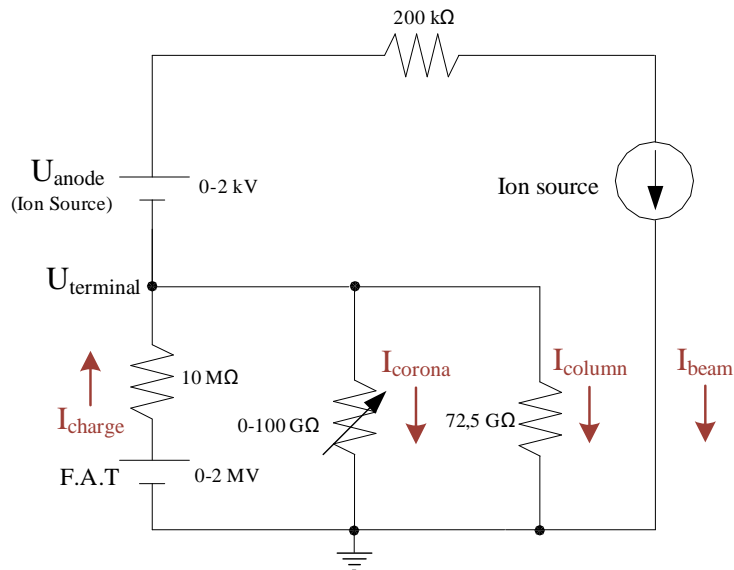 200 kΩ
Uanode
(Ion Source)
0-2 kV
Ion source
Uterminal
Icharge
10 MΩ
Icorona
0-100 GΩ
Icolumn
72,5 GΩ
Ibeam
F.A.T
0-2 MV